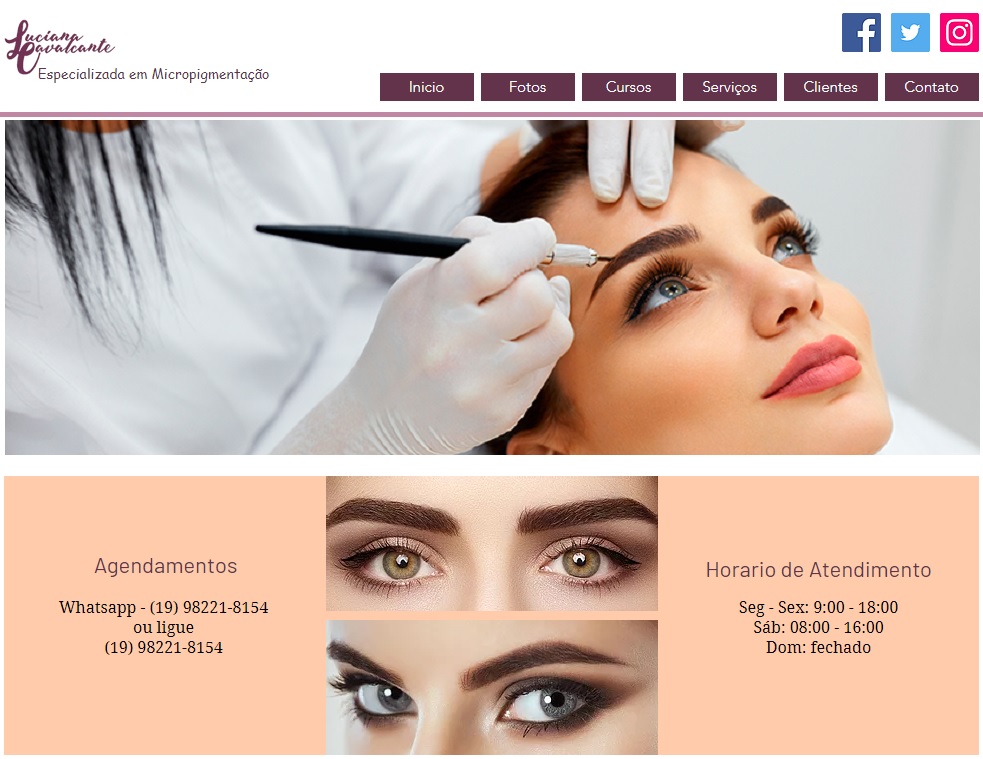 Luciana
Cavalcante
Especializada em Micropigmentação
Inicio
Fotos
Cursos
Serviços
Clientes
Contato
Agendamentos
Whatsapp - (19) 98221-8154
ou ligue
(19) 98221-8154
Horario de Atendimento
Seg - Sex: 9:00 - 18:00
Sáb: 08:00 - 16:00
Dom: fechado